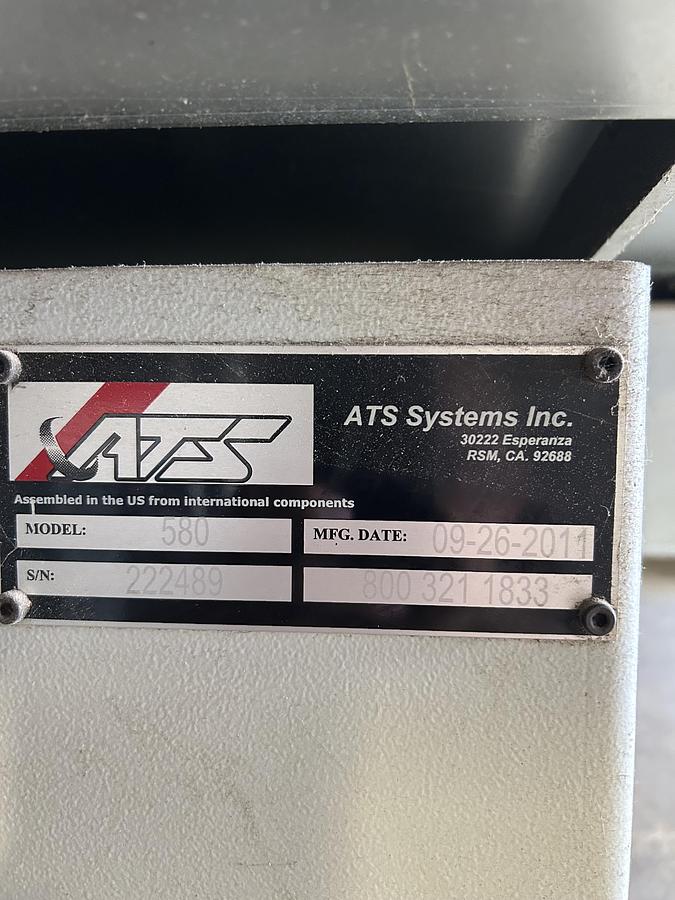 ATS
ATS Systems Inc.
30222 Esperanza
RSM, CA. 92688
Assembled in the US from international components
MODEL: 580
MFG. DATE: 09-26-2011
S/N: 222489
800 321 1833